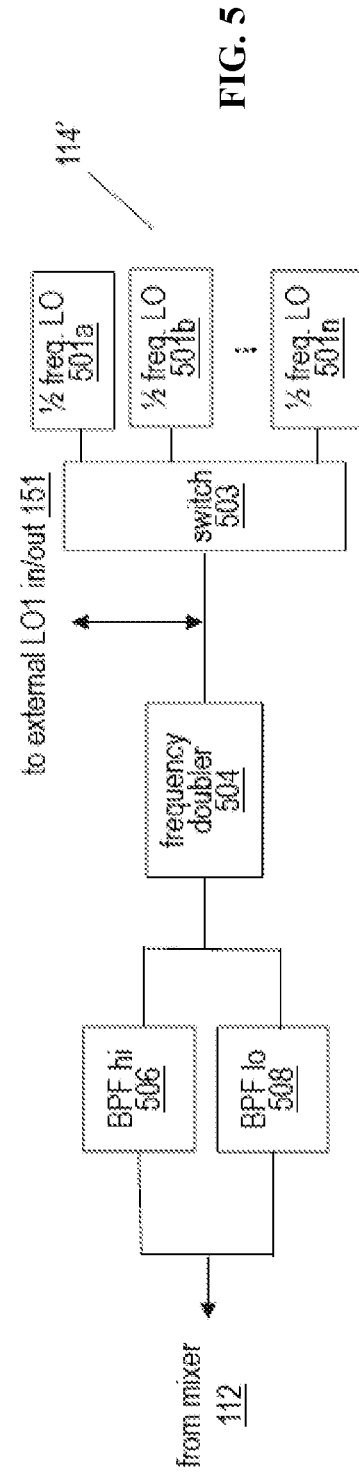 FIG. 5
114'
to external LO1 in/out 151
½ freq. LO
501a
½ freq. LO
501b
½ freq. LO
501n
switch
503
frequency
doubler
504
BPF hi
506
BPF lo
508
from mixer
112